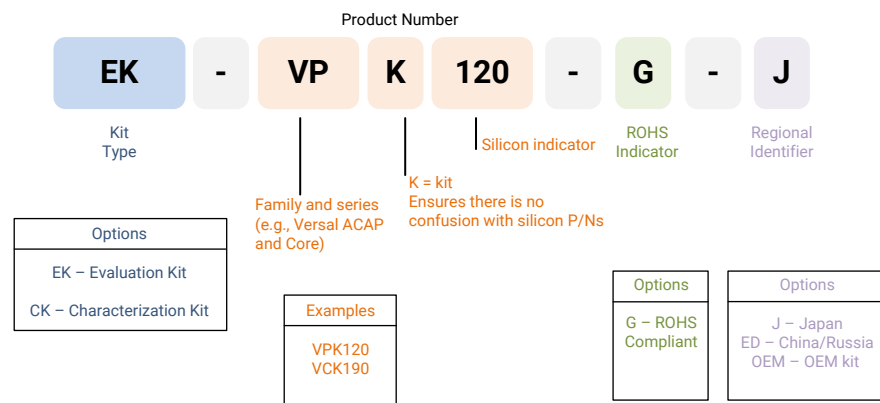 Product Number
EK - VP K 120 - G - J
Kit
Type
Silicon indicator
ROHS
Indicator
Regional
Identifier
K = kit
Ensures there is no
confusion with silicon P/Ns
Family and series
(e.g., Versal ACAP
and Core)
Options
EK – Evaluation Kit
CK – Characterization Kit
Examples
VPK120
VCK190
Options
G – ROHS
Compliant
Options
J – Japan
ED – China/Russia
OEM – OEM kit